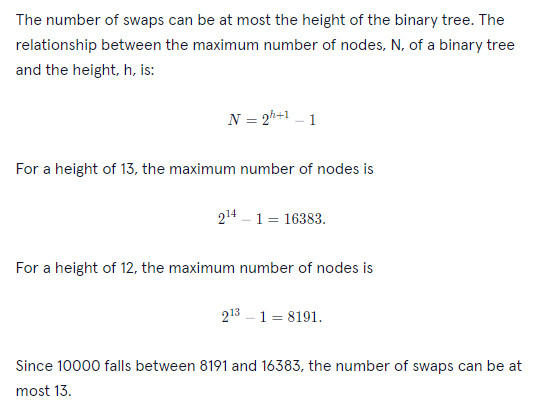 The number of swaps can be at most the height of the binary tree. The
relationship between the maximum number of nodes, N, of a binary tree
and the height, h, is:
N = 2^{h+1} – 1
For a height of 13, the maximum number of nodes is
2^{14} – 1 = 16383.
For a height of 12, the maximum number of nodes is
2^{13} – 1 = 8191.
Since 10000 falls between 8191 and 16383, the number of swaps can be at
most 13.